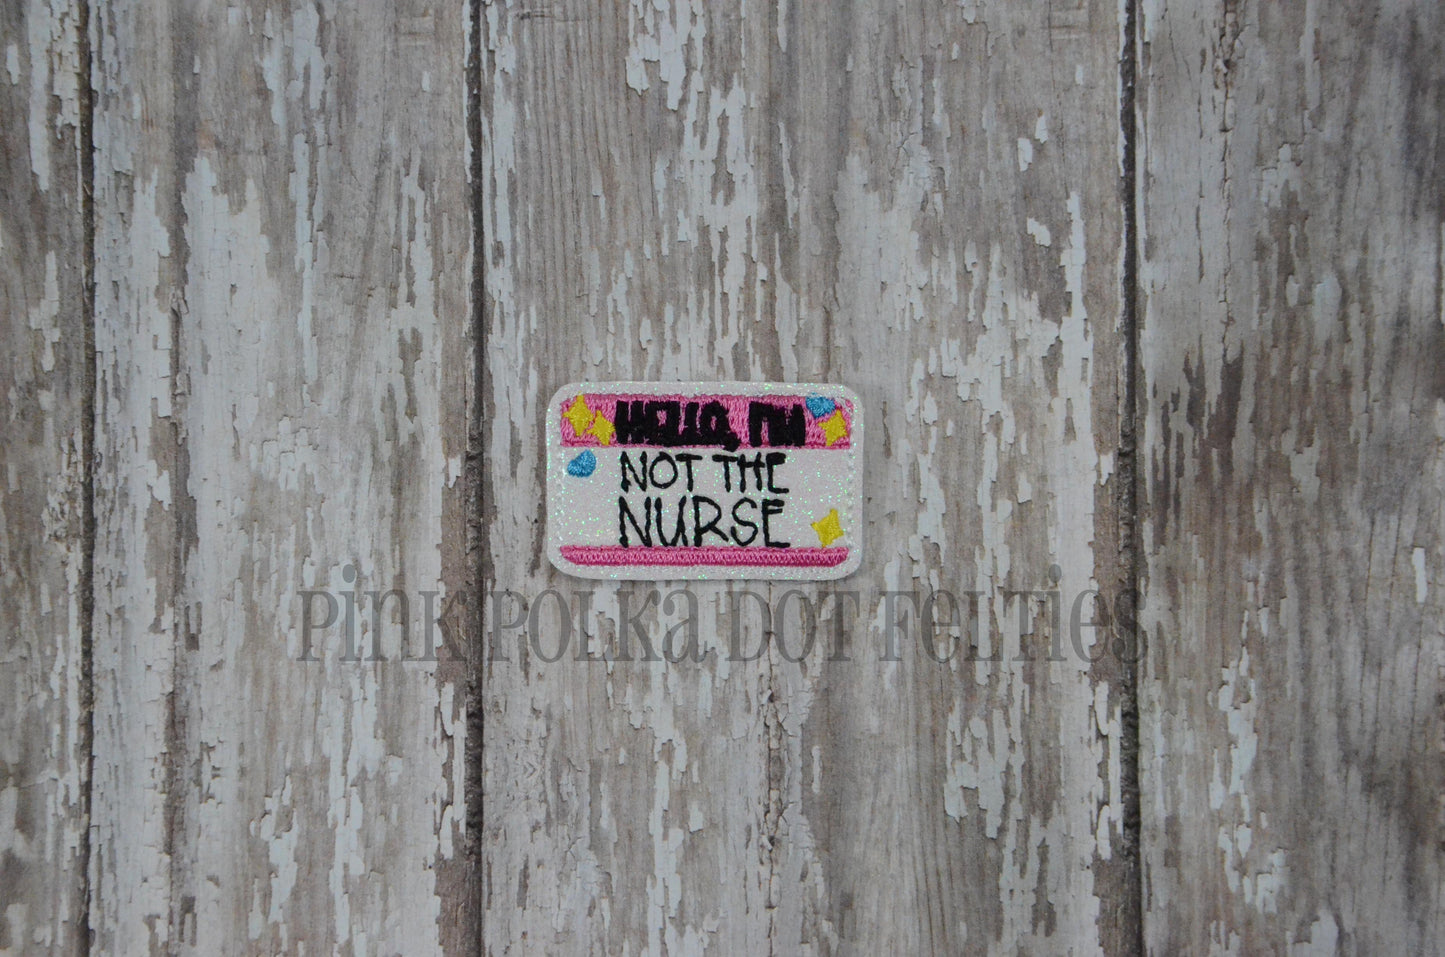 HELLO, I'M
NOT THE
NURSE
Pink Polka Dot Felties